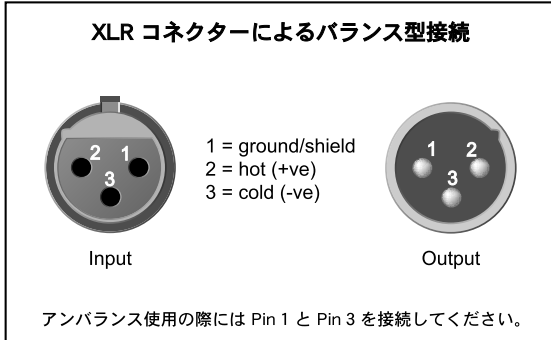 XLR コネクターによるバランス型接続
2 1
3
1 = ground/shield
2 = hot (+ve)
3 = cold (-ve)
1 2
3
Input
Output
アンバランス使用の際には Pin 1 と Pin 3 を接続してください。